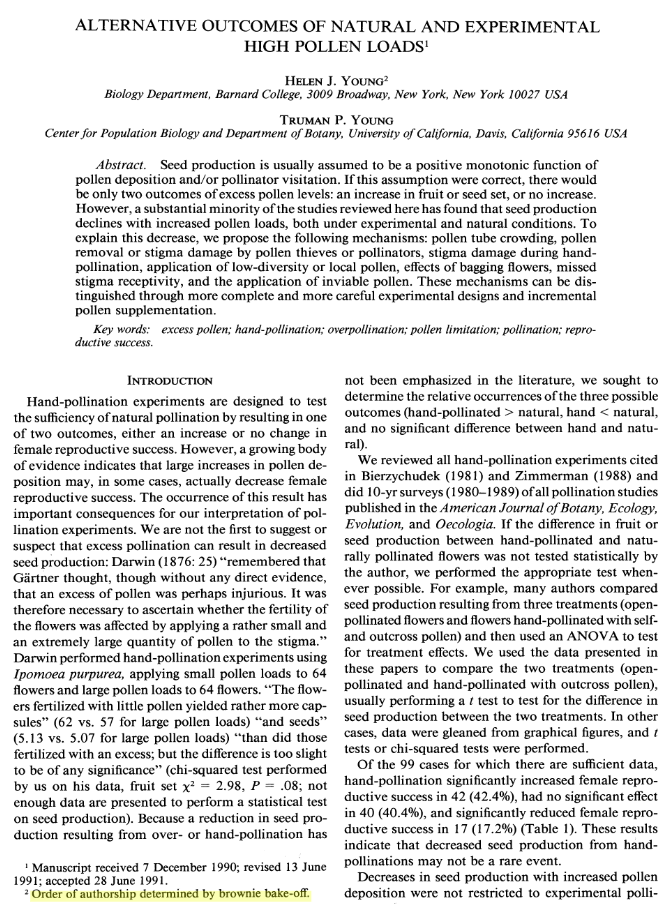 ALTERNATIVE OUTCOMES OF NATURAL AND EXPERIMENTAL
HIGH POLLEN LOADS¹
HELEN J. YOUNG²
Biology Department, Barnard College, 3009 Broadway, New York, New York 10027 USA
TRUMAN P. YOUNG
Center for Population Biology and Department of Botany, University of California, Davis, California 95616 USA
Abstract. Seed production is usually assumed to be a positive monotonic function of
pollen deposition and/or pollinator visitation. If this assumption were correct, there would
be only two outcomes of excess pollen levels: an increase in fruit or seed set, or no increase.
However, a substantial minority of the studies reviewed here has found that seed production
declines with increased pollen loads, both under experimental and natural conditions. To
explain this decrease, we propose the following mechanisms: pollen tube crowding, pollen
removal or stigma damage by pollen thieves or pollinators, stigma damage during hand-
pollination, application of low-diversity or local pollen, effects of bagging flowers, missed
stigma receptivity, and the application of inviable pollen. These mechanisms can be dis-
tinguished through more complete and more careful experimental designs and incremental
pollen supplementation.
Key words: excess pollen; hand-pollination; overpollination; pollen limitation; pollination; repro-
ductive success.
INTRODUCTION
Hand-pollination experiments are designed to test
the sufficiency of natural pollination by resulting in one
of two outcomes, either an increase or no change in
female reproductive success. However, a growing body
of evidence indicates that large increases in pollen de-
position may, in some cases, actually decrease female
reproductive success. The occurrence of this result has
important consequences for our interpretation of pol-
lination experiments. We are not the first to suggest or
suspect that excess pollination can result in decreased
seed production: Darwin (1876: 25) “remembered that
Gärtner thought, though without any direct evidence,
that an excess of pollen was perhaps injurious. It was
therefore necessary to ascertain whether the fertility of
the flowers was affected by applying a rather small and
an extremely large quantity of pollen to the stigma.”
Darwin performed hand-pollination experiments using
Ipomoea purpurea, applying small pollen loads to 64
flowers and large pollen loads to 64 flowers. “The flow-
ers fertilized with little pollen yielded rather more cap-
sules” (62 vs. 57 for large pollen loads) “and seeds”
(5.13 vs. 5.07 for large pollen loads) “than did those
fertilized with an excess; but the difference is too slight
to be of any significance” (chi-squared test performed
by us on his data, fruit set χ² = 2.98, P = .08; not
enough data are presented to perform a statistical test
on seed production). Because a reduction in seed pro-
duction resulting from over- or hand-pollination has
¹ Manuscript received 7 December 1990; revised 13 June
1991; accepted 28 June 1991.
² Order of authorship determined by brownie bake-off.
not been emphasized in the literature, we sought to
determine the relative occurrences of the three possible
outcomes (hand-pollinated > natural, hand < natural,
and no significant difference between hand and natu-
ral).
We reviewed all hand-pollination experiments cited
in Bierzychudek (1981) and Zimmerman (1988) and
did 10-yr surveys (1980–1989) of all pollination studies
published in the American Journal of Botany, Ecology,
Evolution, and Oecologia. If the difference in fruit or
seed production between hand-pollinated and natu-
rally pollinated flowers was not tested statistically by
the author, we performed the appropriate test when-
ever possible. For example, many authors compared
seed production resulting from three treatments (open-
pollinated flowers and flowers hand-pollinated with self-
and outcross pollen) and then used an ANOVA to test
for treatment effects. We used the data presented in
these papers to compare the two treatments (open-
pollinated and hand-pollinated with outcross pollen),
usually performing a t test to test for the difference in
seed production between the two treatments. In other
cases, data were gleaned from graphical figures, and t
tests or chi-squared tests were performed.
Of the 99 cases for which there are sufficient data,
hand-pollination significantly increased female repro-
ductive success in 42 (42.4%), had no significant effect
in 40 (40.4%), and significantly reduced female repro-
ductive success in 17 (17.2%) (Table 1). These results
indicate that decreased seed production from hand-
pollinations may not be a rare event.
Decreases in seed production with increased pollen
deposition were not restricted to experimental polli-